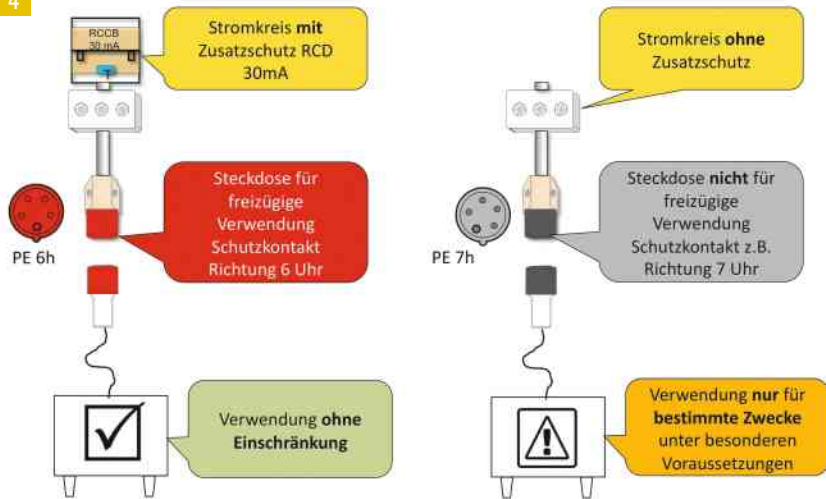 4
RCCB
30 mA
T
Stromkreis mit
Zusatzschutz RCD
30mA
Stromkreis ohne
Zusatzschutz
PE 6h
Steckdose für
freizügige
Verwendung
Schutzkontakt
Richtung 6 Uhr
PE 7h
Steckdose nicht für
freizügige
Verwendung
Schutzkontakt z.B.
Richtung 7 Uhr
Verwendung ohne
Einschränkung
Verwendung nur für
bestimmte Zwecke
unter besonderen
Voraussetzungen